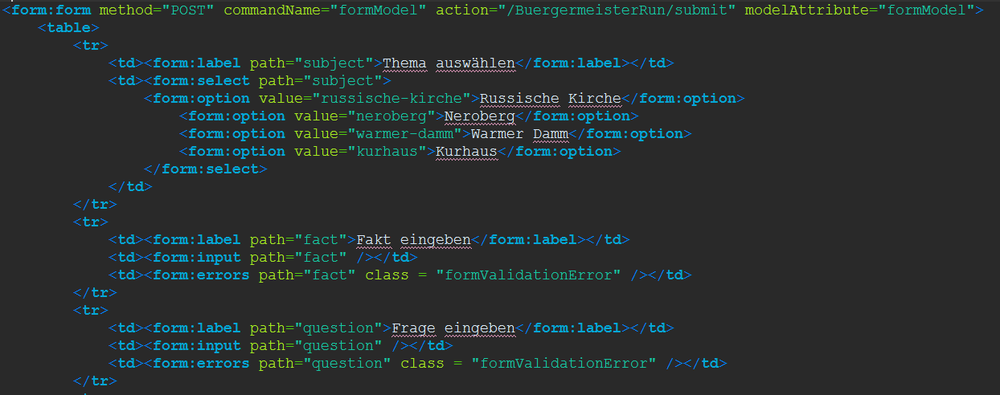 <form:form method="POST" commandName="formModel" action="/BuergermeisterRun/submit" modelAttribute="formModel">
<table>
<tr>
<td><form:label path="subject">Thema auswählen</form:label></td>
<td><form:select path="subject">
<form:option value="russische-kirche">Russische Kirche</form:option>
<form:option value="neroberg">Neroberg</form:option>
<form:option value="warmer-damm">Warmer Damm</form:option>
<form:option value="kurhaus">Kurhaus</form:option>
</form:select>
</td>
</tr>
<tr>
<td><form:label path="fact">Fakt eingeben</form:label></td>
<td><form:input path="fact" /></td>
<td><form:errors path="fact" class = "formValidationError" /></td>
</tr>
<tr>
<td><form:label path="question">Frage eingeben</form:label></td>
<td><form:input path="question" /></td>
<td><form:errors path="question" class = "formValidationError" /></td>
</tr>